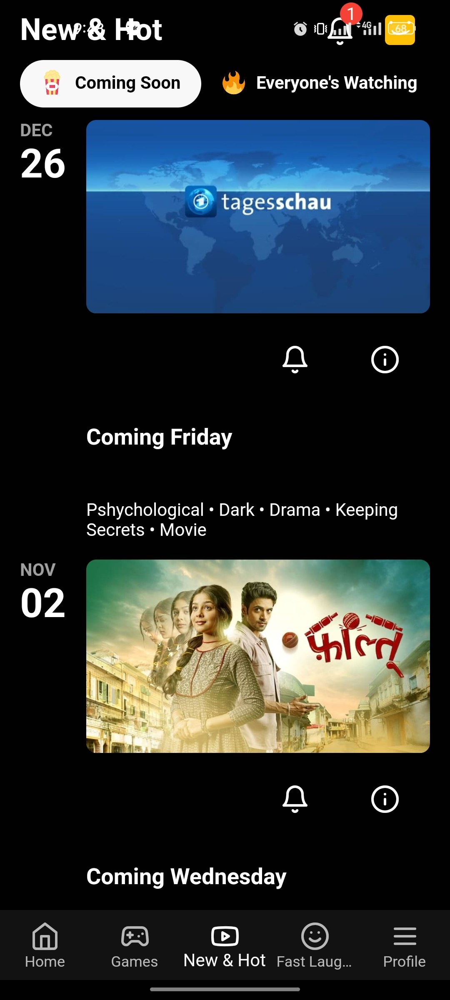 New & Hot
1
4G
68
Coming Soon
Everyone's Watching
DEC
26
tagesschau
Coming Friday
Pshychological • Dark • Drama • Keeping
Secrets • Movie
NOV
02
फालतू
Coming Wednesday
Home
Games
New & Hot
Fast Laug...
Profile